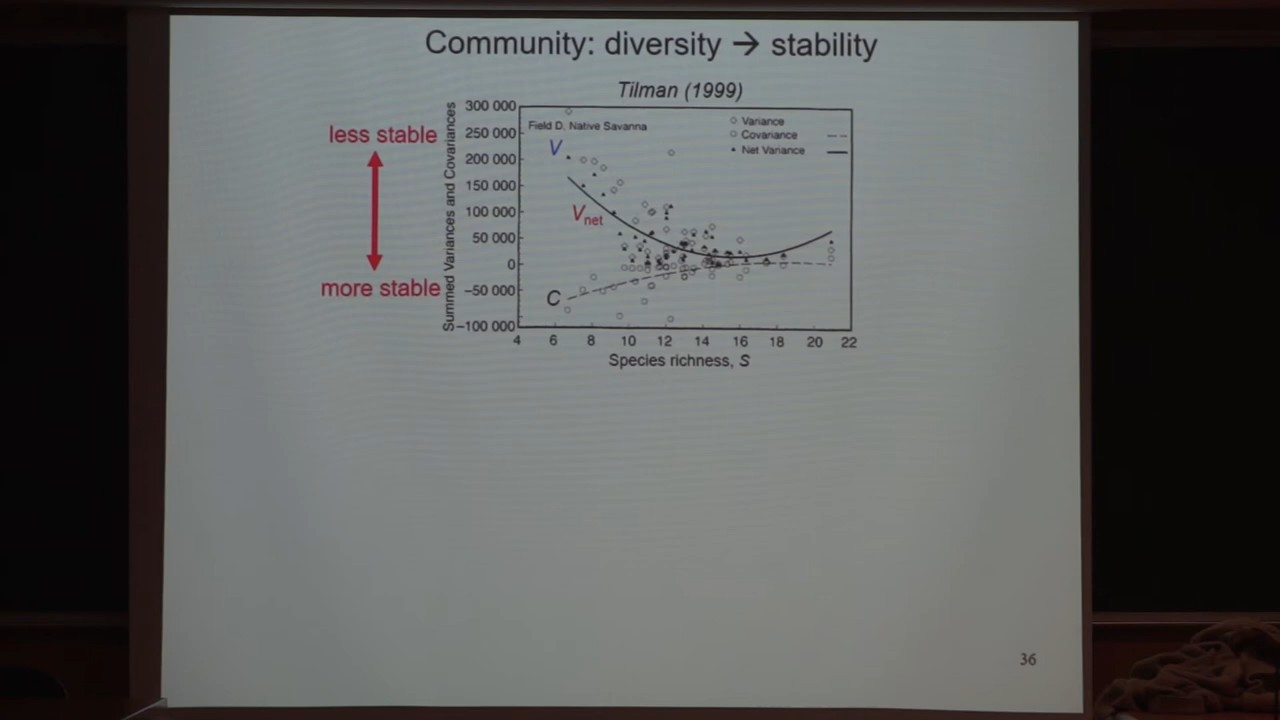 Community: diversity → stability
Tilman (1999)
less stable
more stable
Summed Variances and Covariances
300 000
250 000
200 000
150 000
100 000
50 000
0
−50 000
−100 000
Field D. Native Savanna
Variance
Covariance
Net Variance
V
Vnet
C
4 6 8 10 12 14 16 18 20 22
Species richness, S
36